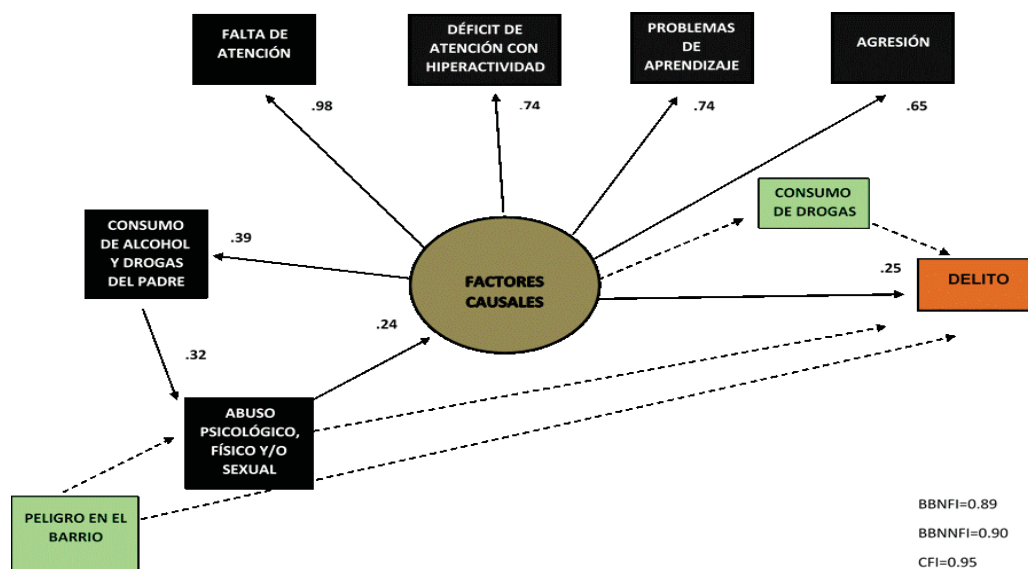 FALTA DE
ATENCIÓN
DÉFICIT DE
ATENCIÓN CON
HIPERACTIVIDAD
PROBLEMAS
DE
APRENDIZAJE
AGRESIÓN
.98
.74
.74
.65
CONSUMO
DE DROGAS
CONSUMO
DE ALCOHOL
Y DROGAS
DEL PADRE
.39
FACTORES
CAUSALES
.25
DELITO
.24
.32
ABUSO
PSICOLÓGICO,
FÍSICO Y/O
SEXUAL
PELIGRO EN EL
BARRIO
BBNFI=0.89
BBNNFI=0.90
CFI=0.95